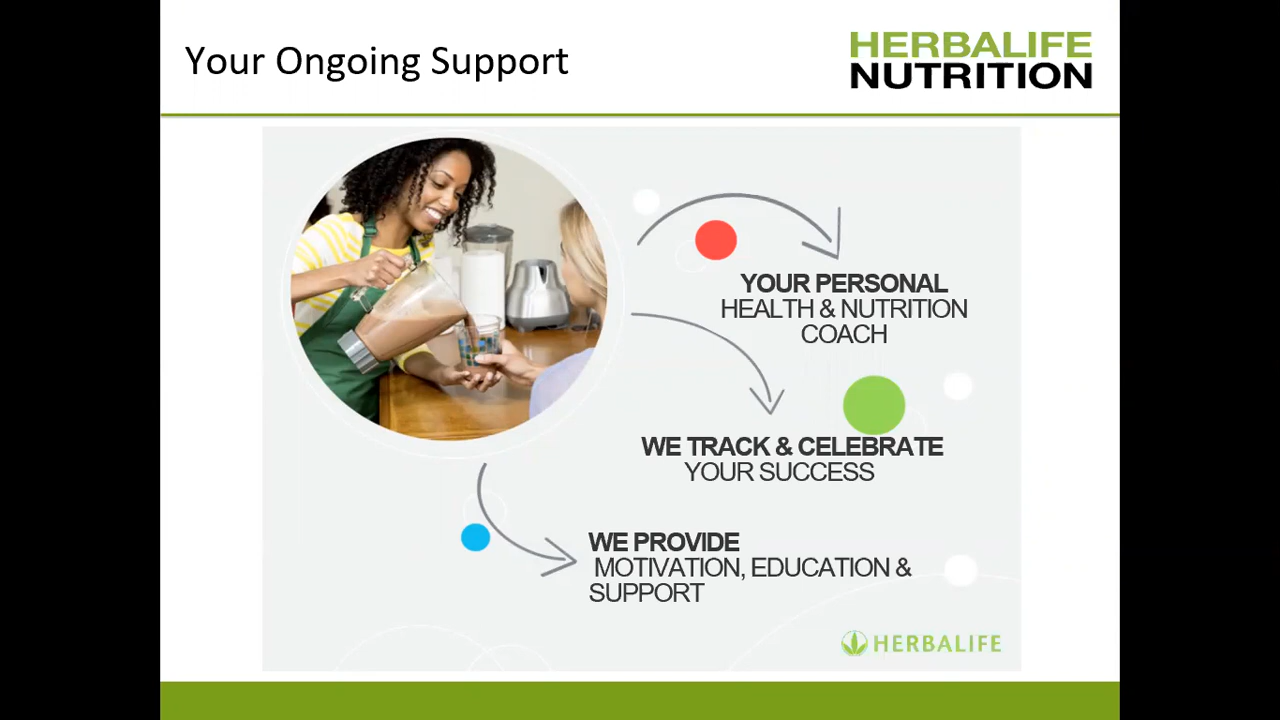 Your Ongoing Support
HERBALIFE
NUTRITION
YOUR PERSONAL
HEALTH & NUTRITION
COACH
WE TRACK & CELEBRATE
YOUR SUCCESS
WE PROVIDE
MOTIVATION, EDUCATION &
SUPPORT
HERBALIFE